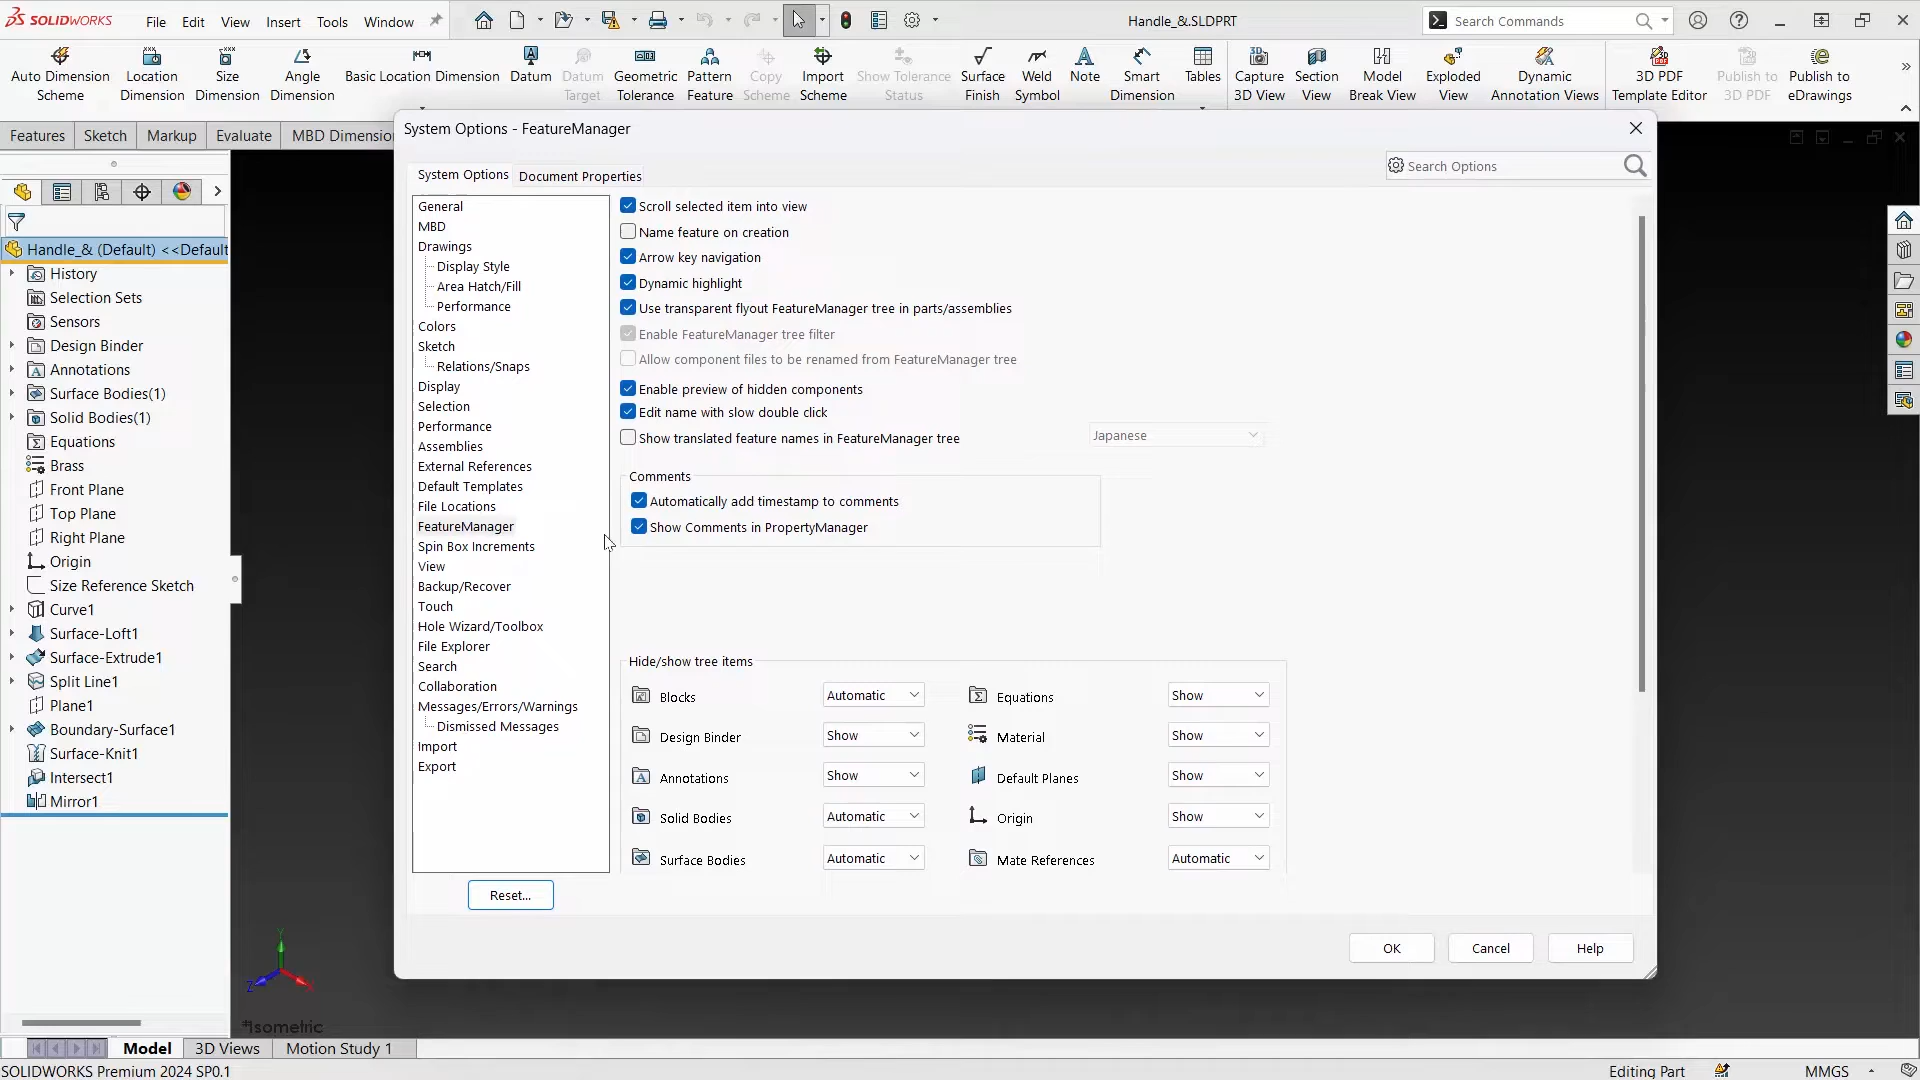 SOLIDWORKS File Edit View Insert Tools Window Handle_&.SLDPRT Search Commands
Auto Dimension Scheme
Location Dimension
Size Dimension
Angle Dimension
Basic Location Dimension
Datum
Datum Target
Geometric Tolerance
Pattern Feature
Copy Scheme
Import Scheme
Show Tolerance Status
Surface Finish
Weld Symbol
Note
Smart Dimension
Tables
Capture 3D View
Section View
Model Break View
Exploded View
Dynamic Annotation Views
3D PDF Template Editor
Publish to 3D PDF
Publish to eDrawings
Features Sketch Markup Evaluate MBD Dimensio
Handle_& (Default) <<Default
History
Selection Sets
Sensors
Design Binder
Annotations
Surface Bodies(1)
Solid Bodies(1)
Equations
Brass
Front Plane
Top Plane
Right Plane
Origin
Size Reference Sketch
Curve1
Surface-Loft1
Surface-Extrude1
Split Line1
Plane1
Boundary-Surface1
Surface-Knit1
Intersect1
Mirror1
System Options - FeatureManager
System Options Document Properties
Search Options
General
MBD
Drawings
Display Style
Area Hatch/Fill
Performance
Colors
Sketch
Relations/Snaps
Display
Selection
Performance
Assemblies
External References
Default Templates
File Locations
FeatureManager
Spin Box Increments
View
Backup/Recover
Touch
Hole Wizard/Toolbox
File Explorer
Search
Collaboration
Messages/Errors/Warnings
Dismissed Messages
Import
Export
Reset...
Scroll selected item into view
Name feature on creation
Arrow key navigation
Dynamic highlight
Use transparent flyout FeatureManager tree in parts/assemblies
Enable FeatureManager tree filter
Allow component files to be renamed from FeatureManager tree
Enable preview of hidden components
Edit name with slow double click
Show translated feature names in FeatureManager tree Japanese
Comments
Automatically add timestamp to comments
Show Comments in PropertyManager
Hide/show tree items
Blocks Automatic Equations Show
Design Binder Show Material Show
Annotations Show Default Planes Show
Solid Bodies Automatic Origin Show
Surface Bodies Automatic Mate References Automatic
OK Cancel Help
Y
Z X
*Isometric
Model 3D Views Motion Study 1
SOLIDWORKS Premium 2024 SP0.1 Editing Part MMGS